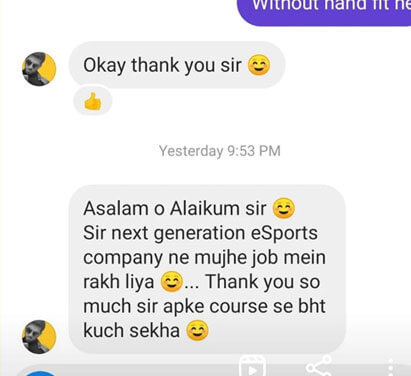 Without hand fit he
Okay thank you sir 😊
👍
Yesterday 9:53 PM
Asalam o Alaikum sir 😊
Sir next generation eSports
company ne mujhe job mein
rakh liya 😊... Thank you so
much sir apke course se bht
kuch sekha 😊